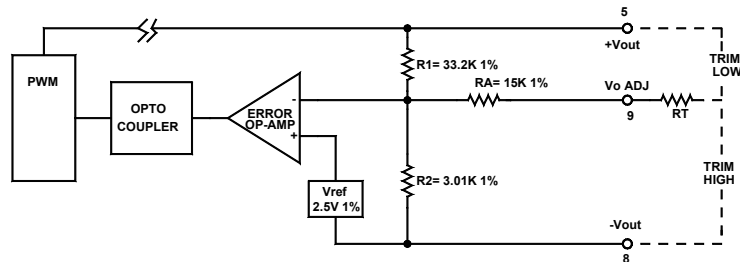 5
+Vout
PWM
R1= 33.2K 1%
TRIM
LOW
OPTO
COUPLER
ERROR
OP-AMP
-
+
RA= 15K 1%
Vo ADJ
9
RT
Vref
2.5V 1%
R2= 3.01K 1%
TRIM
HIGH
-Vout
8